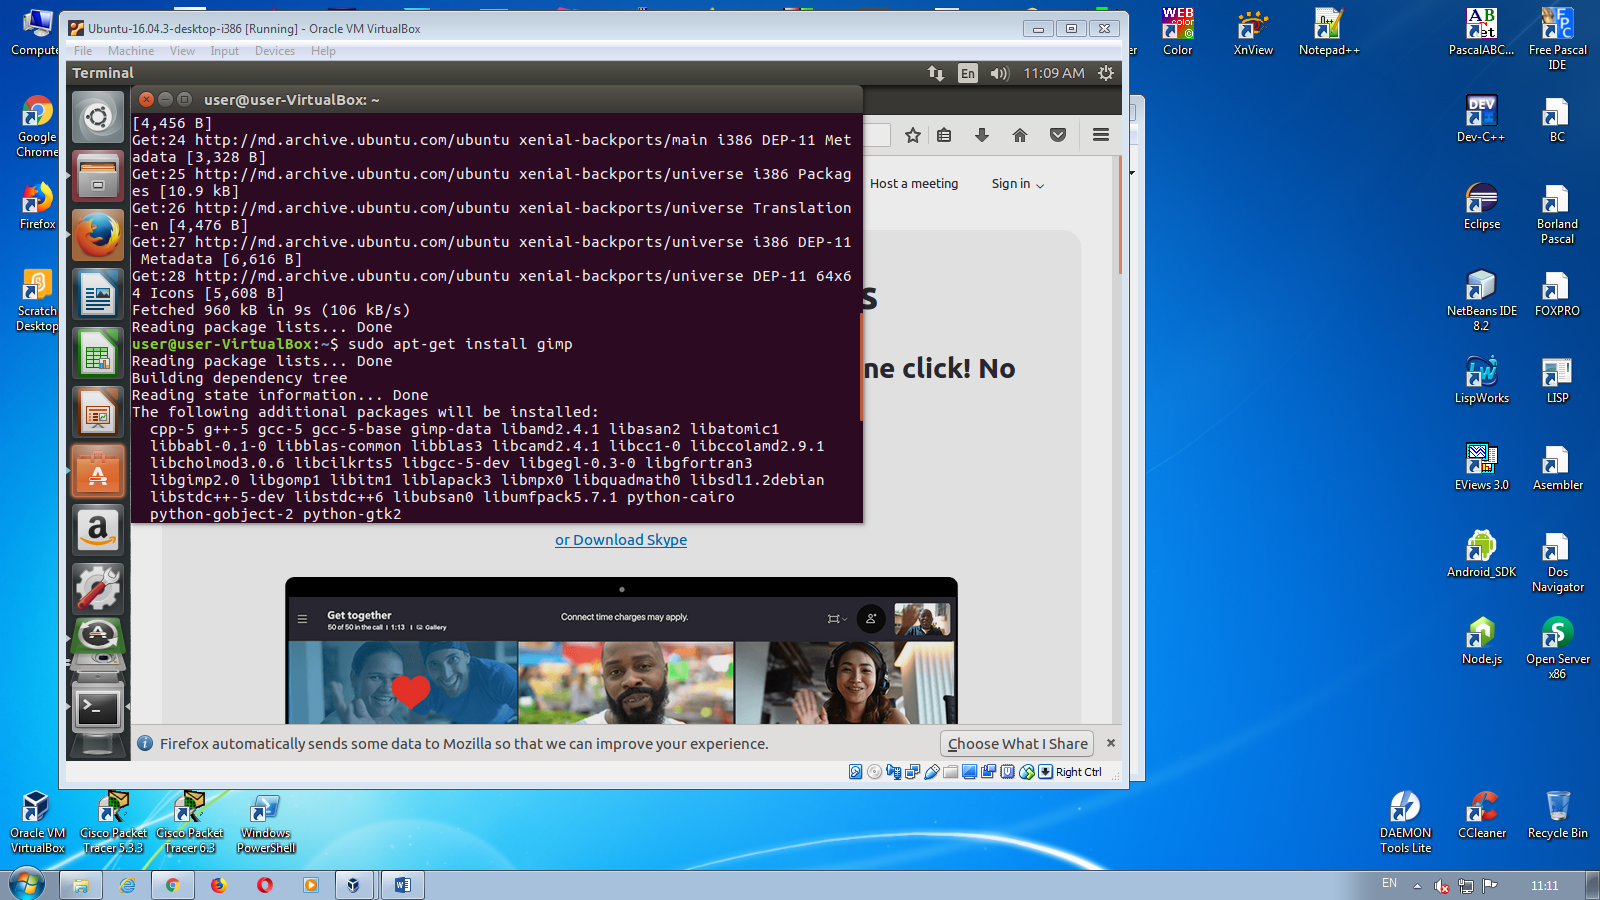 Ubuntu-16.04.3-desktop-i386 [Running] - Oracle VM VirtualBox
File Machine View Input Devices Help
Terminal
En
11:09 AM
user@user-VirtualBox: ~
[4,456 B]
Get:24 http://md.archive.ubuntu.com/ubuntu xenial-backports/main i386 DEP-11 Met
adata [3,328 B]
Get:25 http://md.archive.ubuntu.com/ubuntu xenial-backports/universe i386 Packag
es [10.9 kB]
Get:26 http://md.archive.ubuntu.com/ubuntu xenial-backports/universe Translation
-en [4,476 B]
Get:27 http://md.archive.ubuntu.com/ubuntu xenial-backports/universe i386 DEP-11
Metadata [6,616 B]
Get:28 http://md.archive.ubuntu.com/ubuntu xenial-backports/universe DEP-11 64x6
4 Icons [5,608 B]
Fetched 960 kB in 9s (106 kB/s)
Reading package lists... Done
user@user-VirtualBox:~$ sudo apt-get install gimp
Reading package lists... Done
Building dependency tree
Reading state information... Done
The following additional packages will be installed:
cpp-5 g++-5 gcc-5 gcc-5-base gimp-data libamd2.4.1 libasan2 libatomic1
libbabl-0.1-0 libblas-common libblas3 libcamd2.4.1 libcc1-0 libccolamd2.9.1
libcholmod3.0.6 libcilkrts5 libgcc-5-dev libgegl-0.3-0 libgfortran3
libgimp2.0 libgomp1 libitm1 liblapack3 libmpx0 libquadmath0 libsdl1.2debian
libstdc++-5-dev libstdc++6 libubsan0 libumfpack5.7.1 python-cairo
python-gobject-2 python-gtk2
Host a meeting
Sign in
s
ne click! No
or Download Skype
Get together
50 of 50 in the call | 1:13 | Gallery
Connect time charges may apply.
Firefox automatically sends some data to Mozilla so that we can improve your experience.
Choose What I Share
Right Ctrl
Compute
Google
Chrome
Firefox
Scratch
Desktop
er
WEB
color
Color
XnView
Notepad++
PascalABC...
Free Pascal
IDE
DEV
Dev-C++
BC
Eclipse
Borland
Pascal
NetBeans IDE
8.2
FOXPRO
LispWorks
LISP
EViews 3.0
Asembler
Android_SDK
Dos
Navigator
Node.js
Open Server
x86
Oracle VM
VirtualBox
Cisco Packet
Tracer 5.3.3
Cisco Packet
Tracer 6.3
Windows
PowerShell
DAEMON
Tools Lite
CCleaner
Recycle Bin
EN
11:11